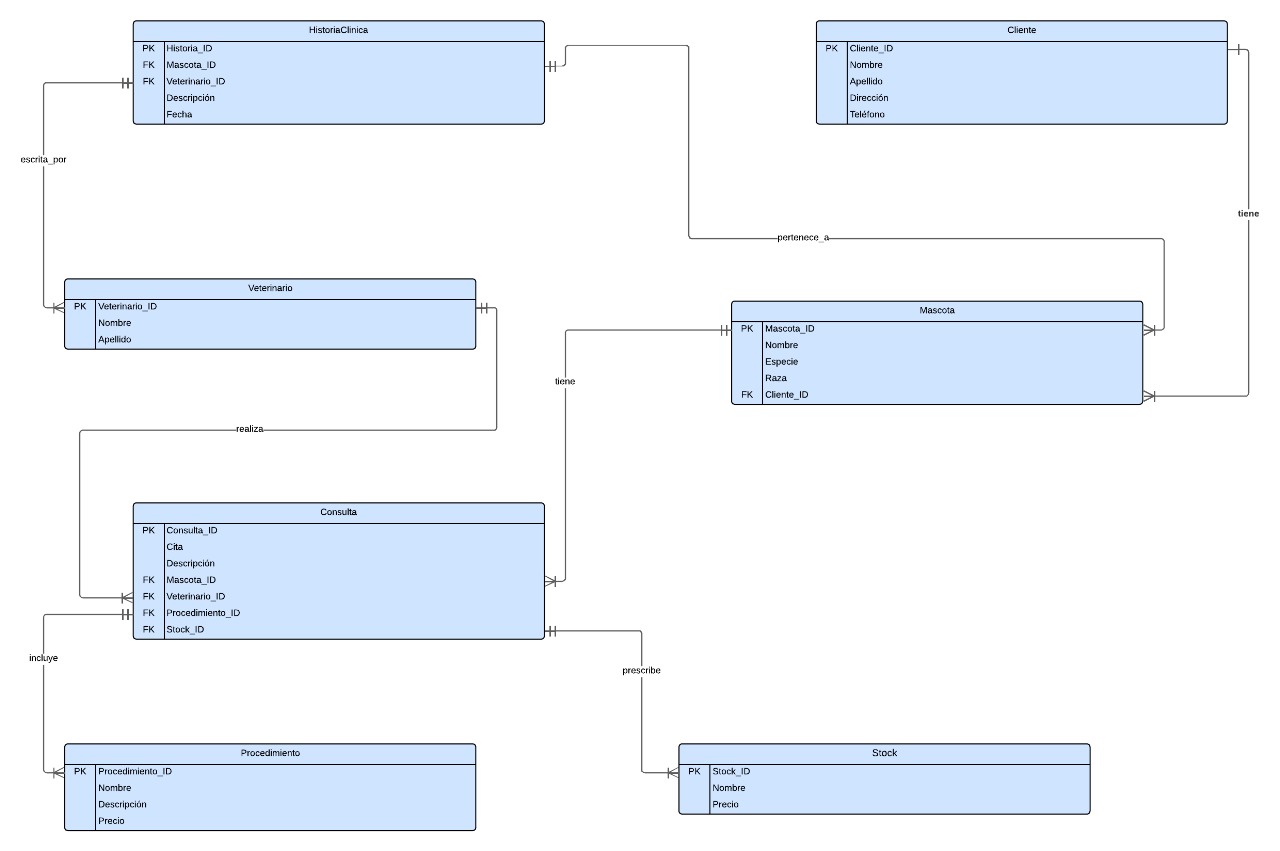 HistoriaClinica
PK Historia_ID
FK Mascota_ID
FK Veterinario_ID
Descripción
Fecha
Cliente
PK Cliente_ID
Nombre
Apellido
Dirección
Teléfono
escrita_por
tiene
pertenece_a
Veterinario
PK Veterinario_ID
Nombre
Apellido
Mascota
PK Mascota_ID
Nombre
Especie
Raza
FK Cliente_ID
tiene
realiza
Consulta
PK Consulta_ID
Cita
Descripción
FK Mascota_ID
FK Veterinario_ID
FK Procedimiento_ID
FK Stock_ID
incluye
prescribe
Procedimiento
PK Procedimiento_ID
Nombre
Descripción
Precio
Stock
PK Stock_ID
Nombre
Precio